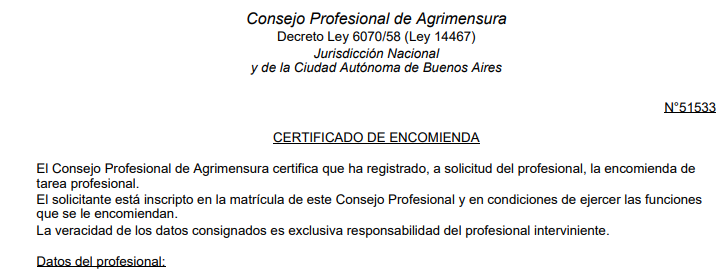 Consejo Profesional de Agrimensura
Decreto Ley 6070/58 (Ley 14467)
Jurisdicción Nacional
y de la Ciudad Autónoma de Buenos Aires
N°51533
CERTIFICADO DE ENCOMIENDA
El Consejo Profesional de Agrimensura certifica que ha registrado, a solicitud del profesional, la encomienda de
tarea profesional.
El solicitante está inscripto en la matrícula de este Consejo Profesional y en condiciones de ejercer las funciones
que se le encomiendan.
La veracidad de los datos consignados es exclusiva responsabilidad del profesional interviniente.
Datos del profesional: